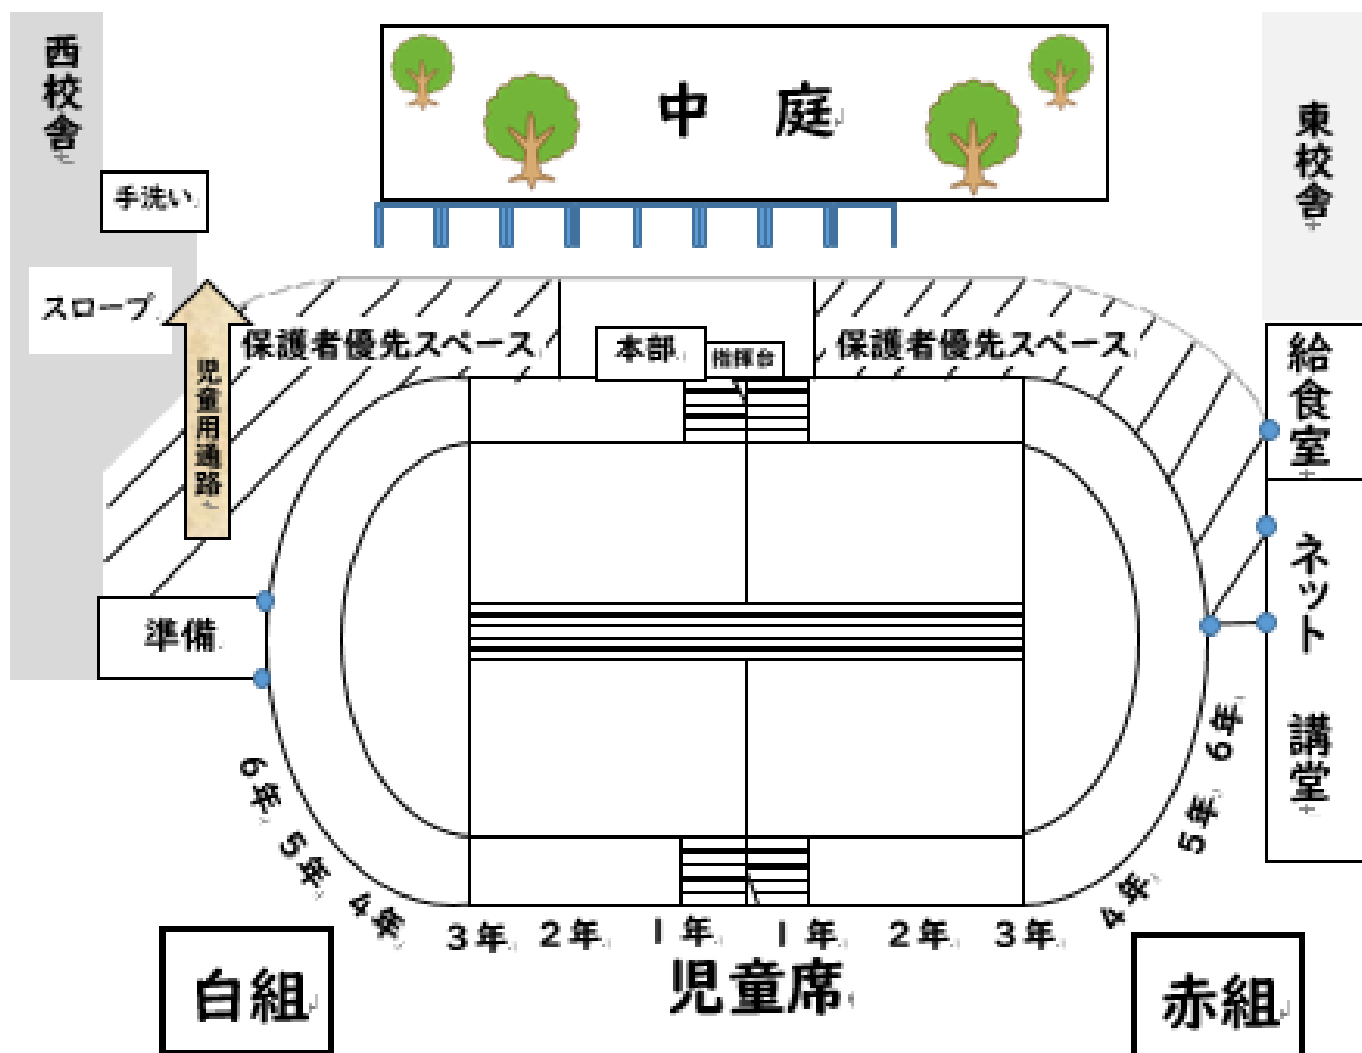 西校舎
中 庭
東校舎
手洗い
スロープ
児童用通路
保護者優先スペース
本部
指揮台
保護者優先スペース
給食室
ネット
準備
講堂
6年
5年
4年
3年
2年
1年
1年
2年
3年
4年
5年
6年
児童席
白組
赤組